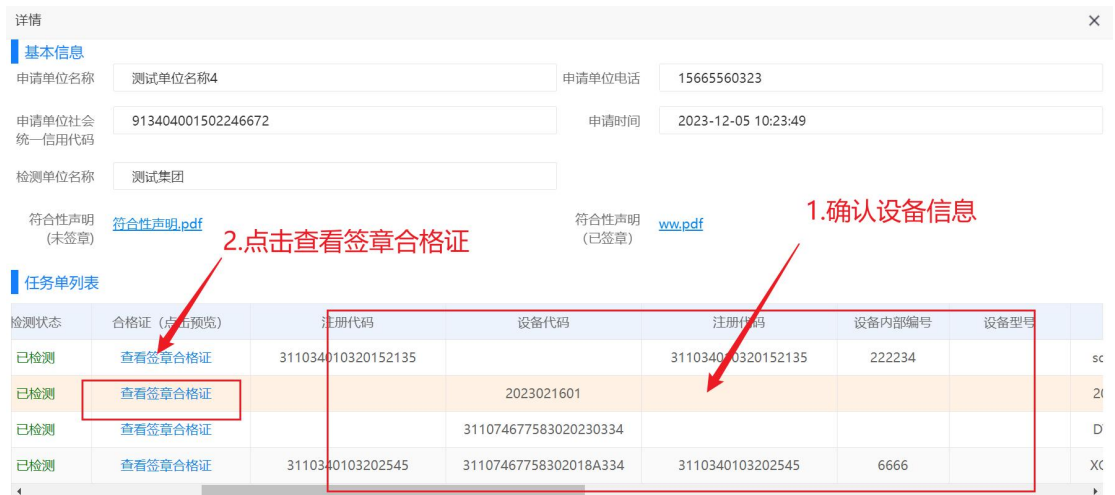 详情
基本信息
申请单位名称 测试单位名称4 申请单位电话 15665560323
申请单位社会统一信用代码 913404001502246672 申请时间 2023-12-05 10:23:49
检测单位名称 测试集团
符合性声明(未签章) 符合性声明.pdf 符合性声明(已签章) ww.pdf
1.确认设备信息
2.点击查看签章合格证
任务单列表
检测状态 合格证（点击预览） 注册代码 设备代码 注册代码 设备内部编号 设备型号
已检测 查看签章合格证 311034010320152135 311034010320152135 222234 sc
已检测 查看签章合格证 2023021601 20
已检测 查看签章合格证 311074677583020230334 D
已检测 查看签章合格证 3110340103202545 31107467758302018A334 3110340103202545 6666 XC